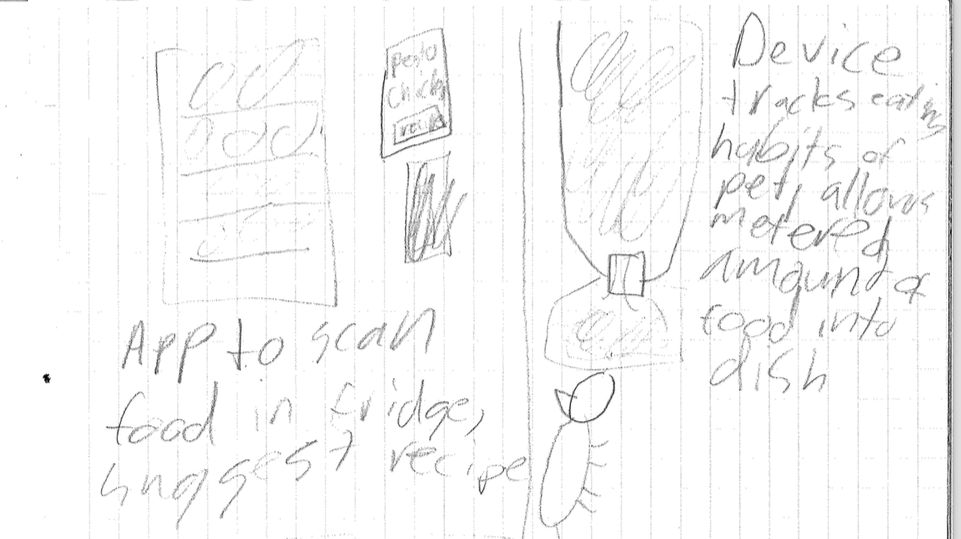 pesto
chicken
recipe
App to scan
food in fridge,
suggest recipe
Device
tracks eating
habits of
pet, allows
metered
amount of
food into
dish